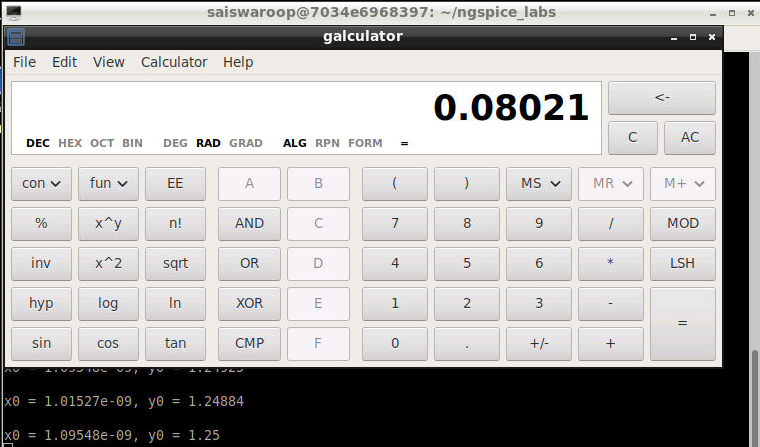 saiswaroop@7034e6968397: ~/ngspice_labs
galculator
File Edit View Calculator Help
0.08021
DEC HEX OCT BIN DEG RAD GRAD ALG RPN FORM =
<-
C AC
con fun EE A B ( ) MS MR M+
% x^y n! AND C 7 8 9 / MOD
inv x^2 sqrt OR D 4 5 6 * LSH
hyp log ln XOR E 1 2 3 - =
sin cos tan CMP F 0 . +/- +
x0 = 1.01527e-09, y0 = 1.24884
x0 = 1.09548e-09, y0 = 1.25